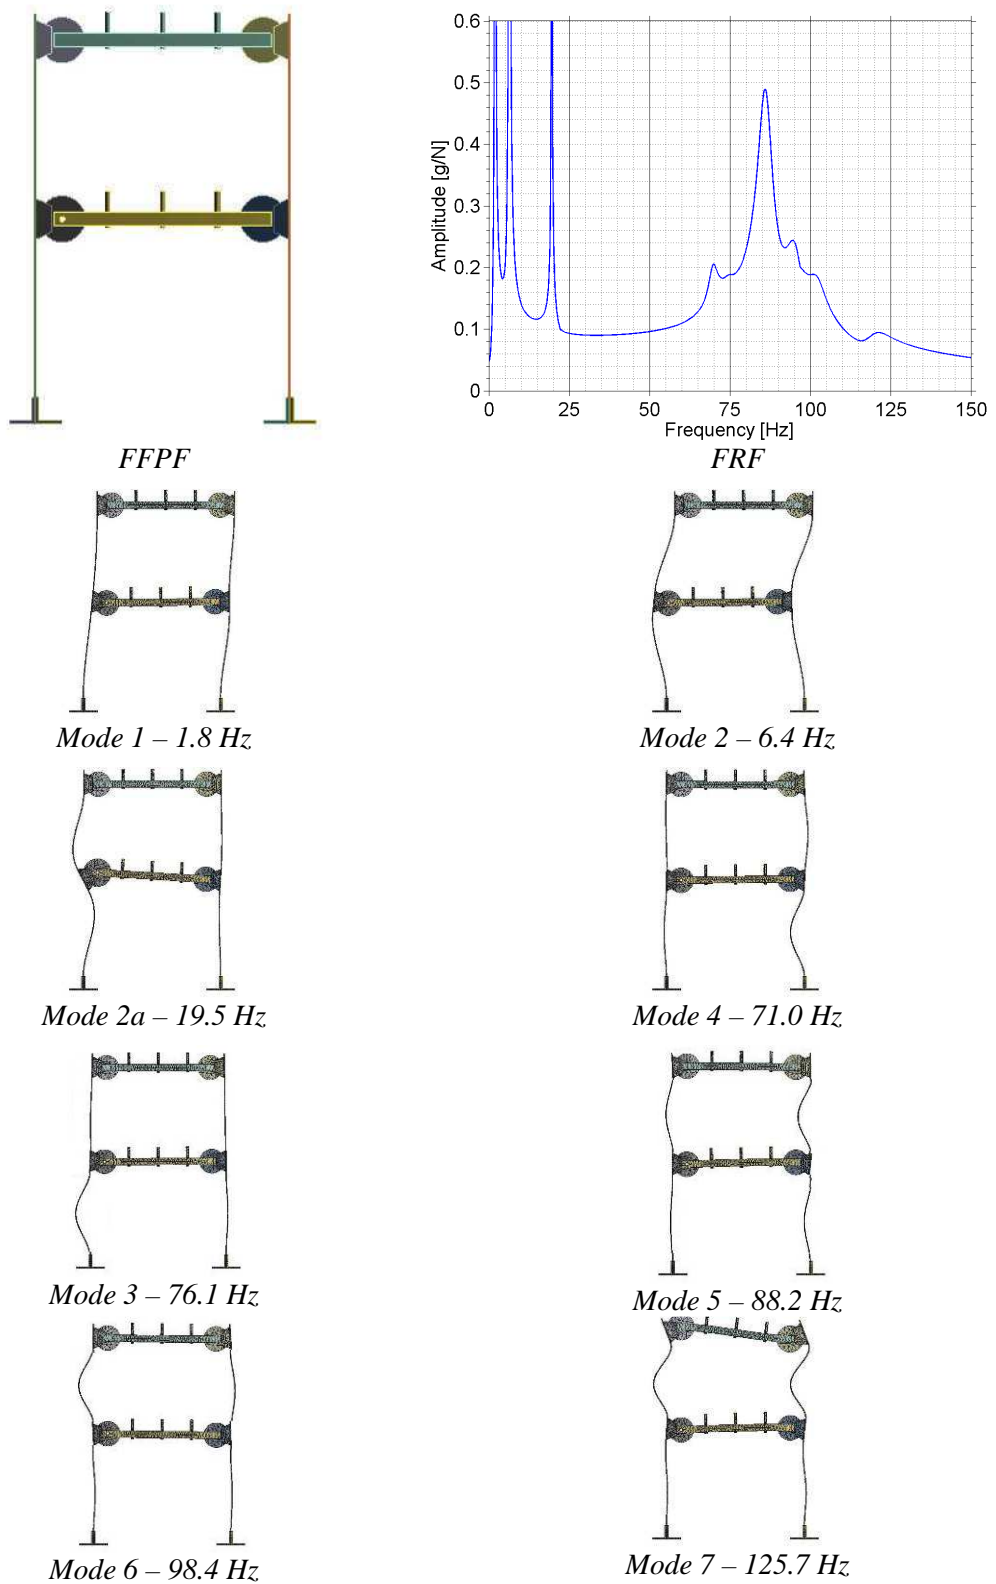 0.6
0.5
0.4
0.3
0.2
0.1
0
Amplitude [g/N]
0 25 50 75 100 125 150
Frequency [Hz]
FFPF
FRF
Mode 1 – 1.8 Hz
Mode 2 – 6.4 Hz
Mode 2a – 19.5 Hz
Mode 4 – 71.0 Hz
Mode 3 – 76.1 Hz
Mode 5 – 88.2 Hz
Mode 6 – 98.4 Hz
Mode 7 – 125.7 Hz